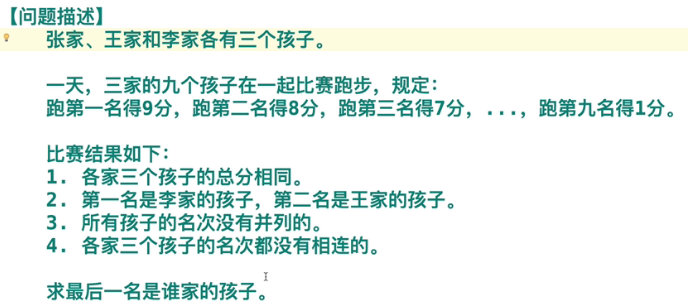 【问题描述】
张家、王家和李家各有三个孩子。
一天，三家的九个孩子在一起比赛跑步，规定：
跑第一名得9分，跑第二名得8分，跑第三名得7分，...，跑第九名得1分。
比赛结果如下：
1. 各家三个孩子的总分相同。
2. 第一名是李家的孩子，第二名是王家的孩子。
3. 所有孩子的名次没有并列的。
4. 各家三个孩子的名次都没有相连的。
求最后一名是谁家的孩子。